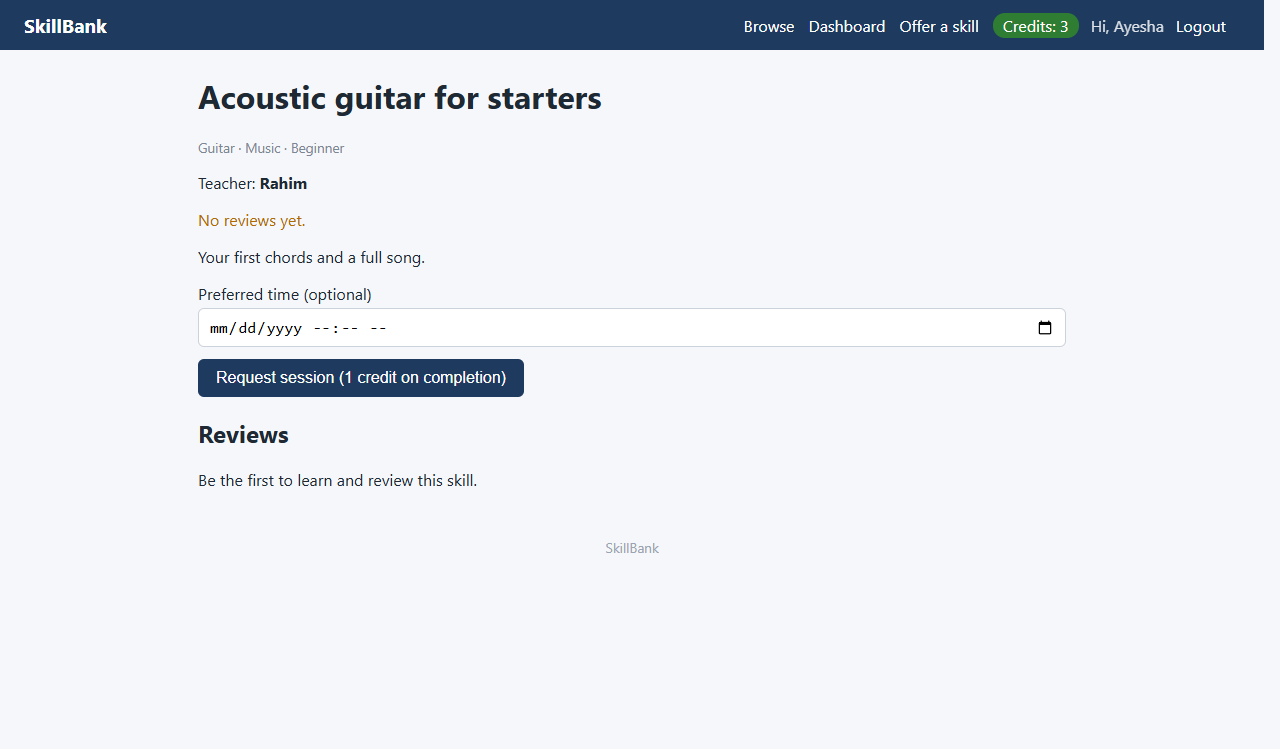 SkillBank Browse Dashboard Offer a skill Credits: 3 Hi, Ayesha Logout
Acoustic guitar for starters
Guitar · Music · Beginner
Teacher: Rahim
No reviews yet.
Your first chords and a full song.
Preferred time (optional)
mm/dd/yyyy --:-- --
Request session (1 credit on completion)
Reviews
Be the first to learn and review this skill.
SkillBank